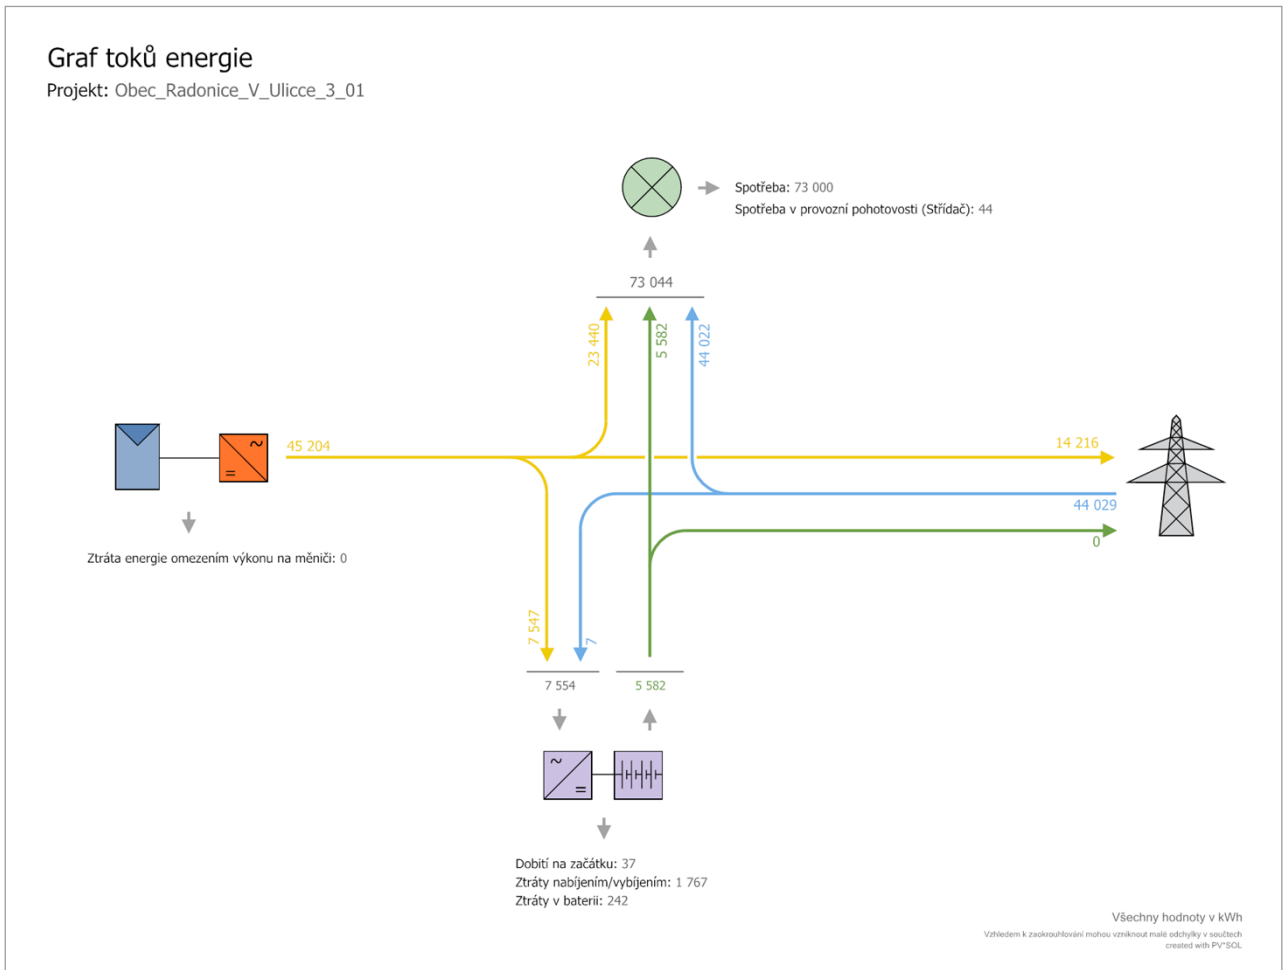 Graf toků energie
Projekt: Obec_Radonice_V_Ulicce_3_01
Spotřeba: 73 000
Spotřeba v provozní pohotovosti (Střídač): 44
73 044
23 440
5 582
44 022
45 204
14 216
44 029
0
Ztráta energie omezením výkonu na měniči: 0
7 547
7
7 554
5 582
Dobití na začátku: 37
Ztráty nabíjením/vybíjením: 1 767
Ztráty v baterii: 242
Všechny hodnoty v kWh
Vzhledem k zaokrouhlování mohou vzniknout malé odchylky v součtech
created with PV*SOL